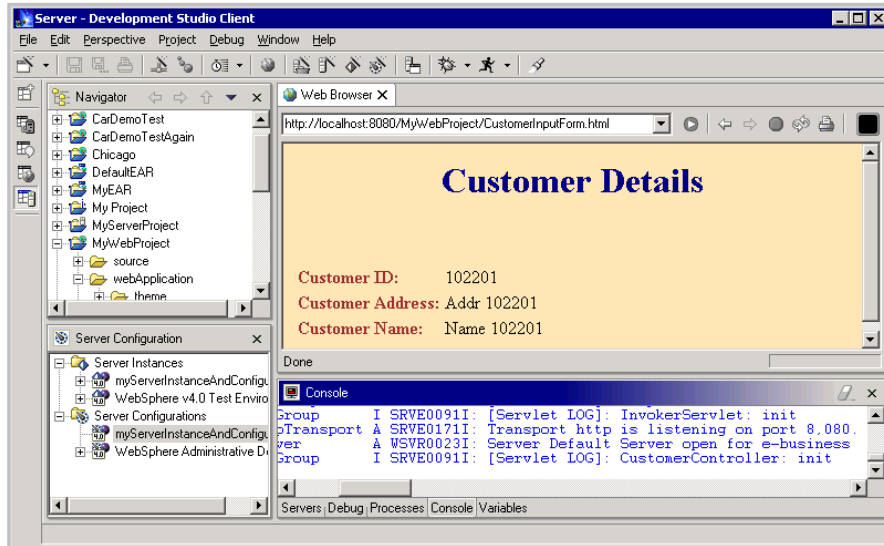 Server - Development Studio Client
File Edit Perspective Project Debug Window Help
Navigator
CarDemoTest
CarDemoTestAgain
Chicago
DefaultEAR
MyEAR
My Project
MyServerProject
MyWebProject
source
webApplication
theme
Web Browser
http://localhost:8080/MyWebProject/CustomerInputForm.html
Customer Details
Customer ID: 102201
Customer Address: Addr 102201
Customer Name: Name 102201
Done
Server Configuration
Server Instances
myServerInstanceAndConfigu
WebSphere v4.0 Test Enviro
Server Configurations
myServerInstanceAndConfigu
WebSphere Administrative D
Console
Group I SRVE0091I: [Servlet LOG]: InvokerServlet: init
pTransport A SRVE0171I: Transport http is listening on port 8,080.
ver A WSVR0023I: Server Default Server open for e-business
Group I SRVE0091I: [Servlet LOG]: CustomerController: init
Servers Debug Processes Console Variables